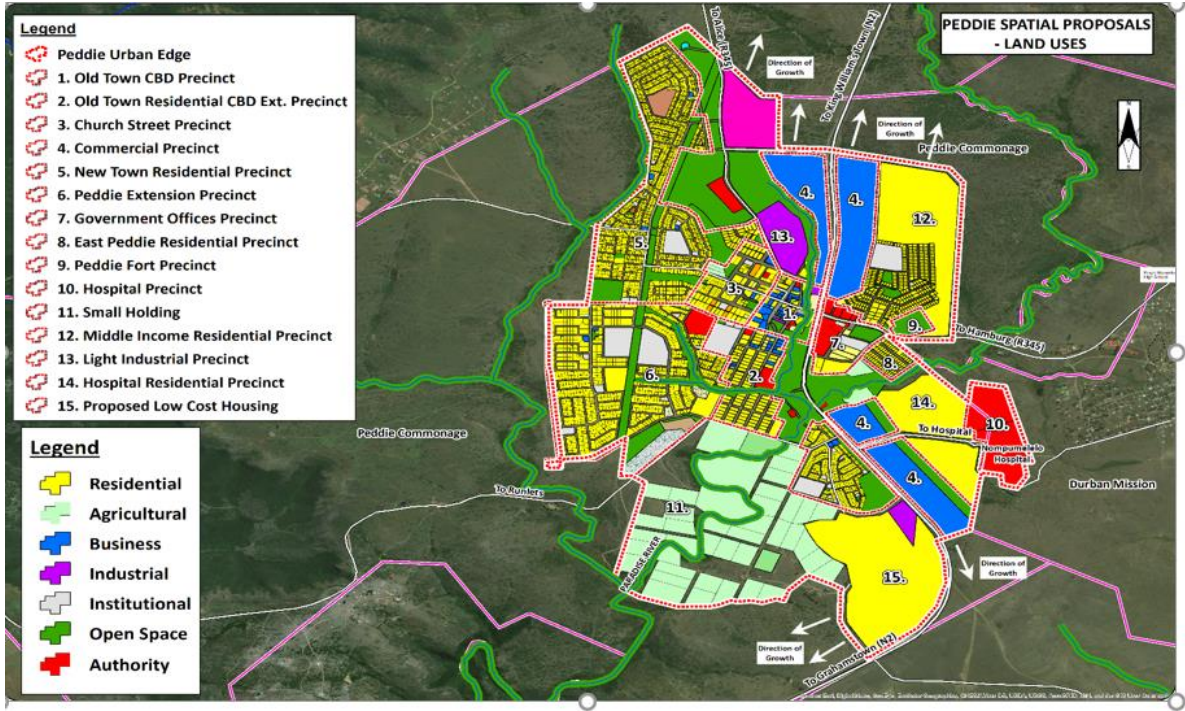 Legend
Peddie Urban Edge
1. Old Town CBD Precinct
2. Old Town Residential CBD Ext. Precinct
3. Church Street Precinct
4. Commercial Precinct
5. New Town Residential Precinct
6. Peddie Extension Precinct
7. Government Offices Precinct
8. East Peddie Residential Precinct
9. Peddie Fort Precinct
10. Hospital Precinct
11. Small Holding
12. Middle Income Residential Precinct
13. Light Industrial Precinct
14. Hospital Residential Precinct
15. Proposed Low Cost Housing
Legend
Residential
Agricultural
Business
Industrial
Institutional
Open Space
Authority
PEDDIE SPATIAL PROPOSALS
- LAND USES
To Alice (R345)
To King William's Town (N2)
Direction of
Growth
Direction of
Growth
Peddie Commonage
N
4.
4.
12.
13.
5.
3.
1.
9.
To Hamburg (R345)
7.
8.
6.
2.
14.
4.
10.
To Hospital
Nompumelelo
Hospital
Peddie Commonage
Durban Mission
4.
To Runlets
11.
PARADISE RIVER
15.
Direction of
Growth
Direction of
Growth
To Grahamstown (N2)